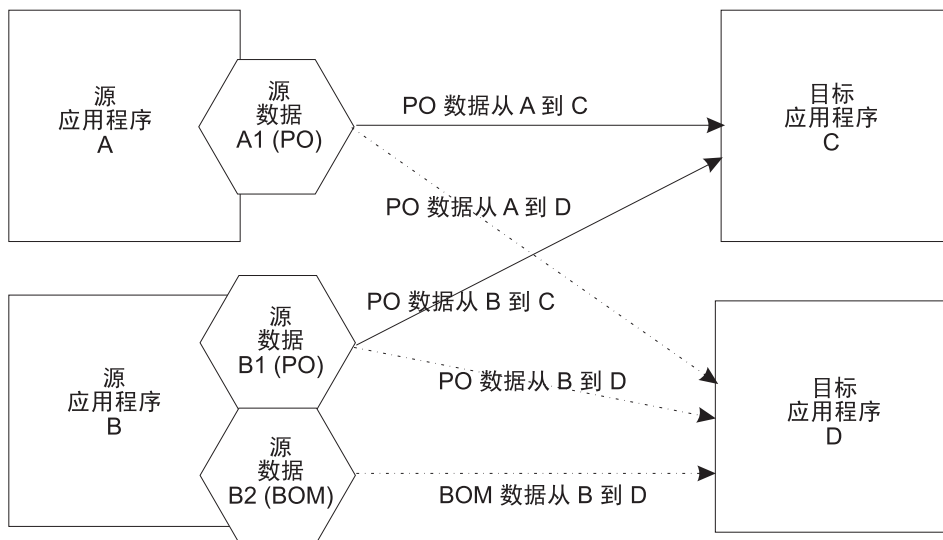 源
应用程序
A
源
数据
A1 (PO)
PO 数据从 A 到 C
目标
应用程序
C
PO 数据从 A 到 D
PO 数据从 B 到 C
源
应用程序
B
源
数据
B1 (PO)
PO 数据从 B 到 D
目标
应用程序
D
源
数据
B2 (BOM)
BOM 数据从 B 到 D